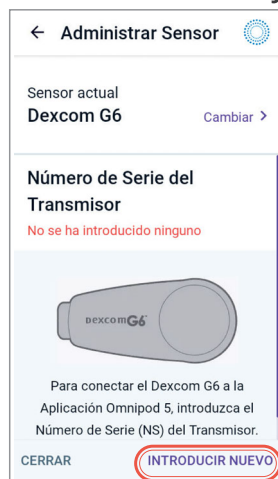 ← Administrar Sensor
Sensor actual
Dexcom G6
Cambiar >
Número de Serie del
Transmisor
No se ha introducido ninguno
Dexcom G6
Para conectar el Dexcom G6 a la
Aplicación Omnipod 5, introduzca el
Número de Serie (NS) del Transmisor.
CERRAR
INTRODUCIR NUEVO